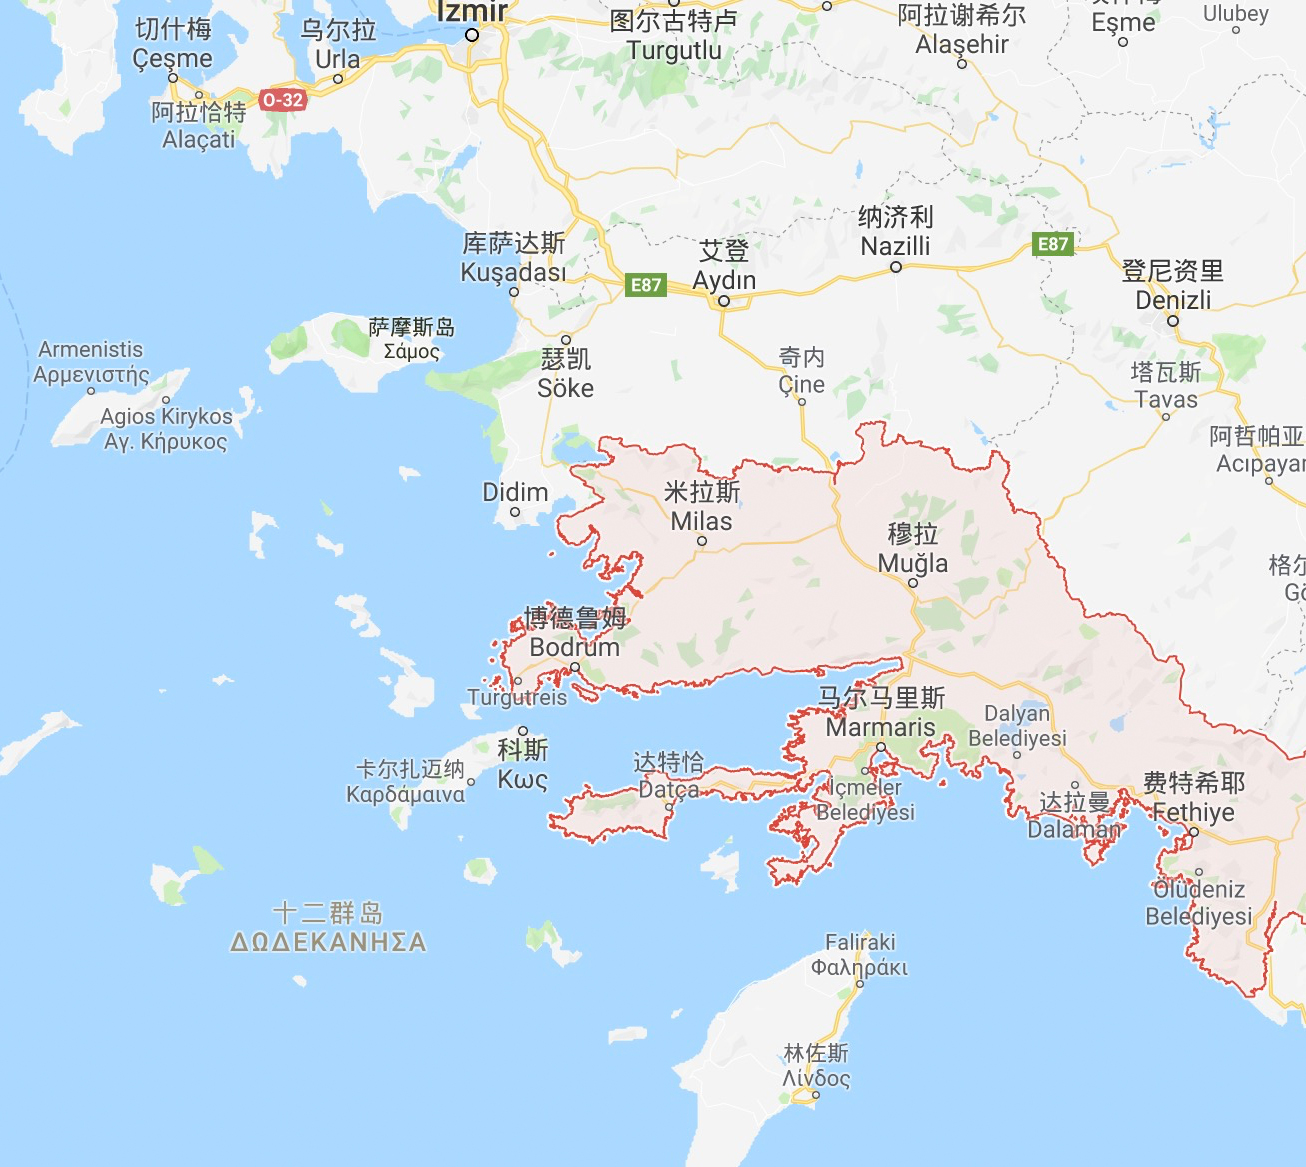 İzmir
切什梅
Çeşme
乌尔拉
Urla
图尔古特卢
Turgutlu
阿拉谢希尔
Alaşehir
Eşme
Ulubey
O-32
阿拉恰特
Alaçati
纳济利
Nazilli
库萨达斯
Kuşadası
艾登
Aydın
E87
E87
登尼资里
Denizli
萨摩斯岛
Σάμος
Armenistis
Αρμενιστής
瑟凯
Söke
奇内
Çine
塔瓦斯
Tavas
Agios Kirykos
Αγ. Κήρυκος
阿哲帕亚
Acıpayar
Didim
米拉斯
Milas
穆拉
Muğla
格尔
Gö
博德鲁姆
Bodrum
Turgutreis
马尔马里斯
Marmaris
Dalyan
Belediyesi
科斯
Κως
卡尔扎迈纳
Καρδάμαινα
达特恰
Datça
İçmeler
Belediyesi
达拉曼
Dalaman
费特希耶
Fethiye
Ölüdeniz
Belediyesi
十二群岛
ΔΩΔΕΚΑΝΗΣΑ
Faliraki
Φαληράκι
林佐斯
Λίνδος